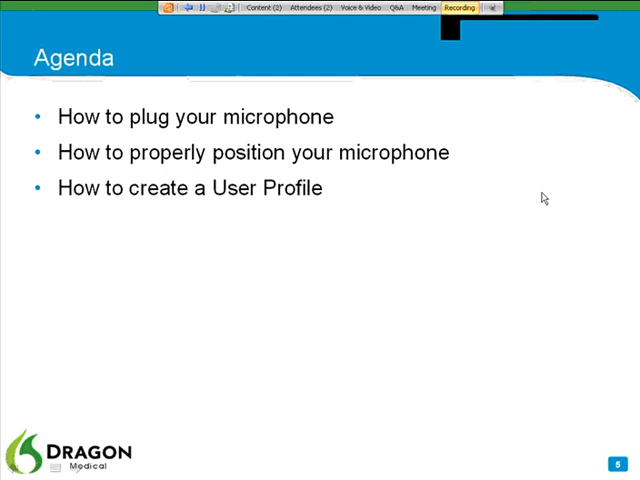 Content (2) Attendees (2) Voice & Video Q&A Meeting Recording
Agenda
• How to plug your microphone
• How to properly position your microphone
• How to create a User Profile
DRAGON
Medical
5